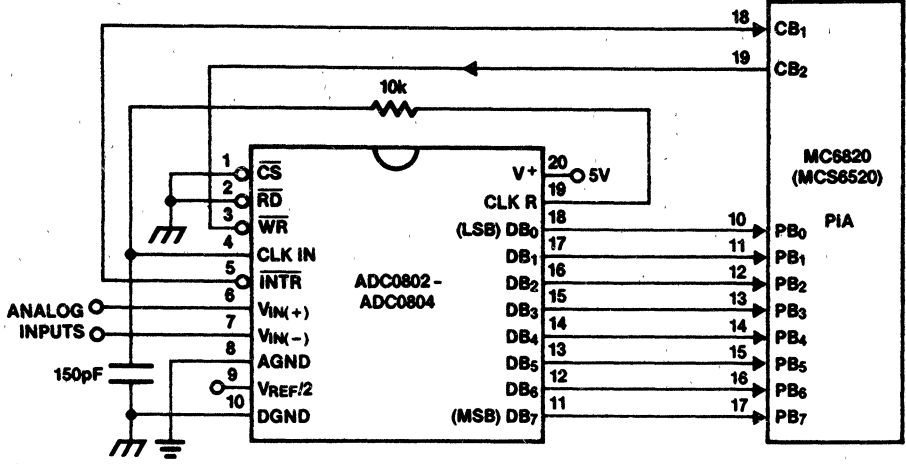 18
CB1
19
CB2
10k
MC6820
(MCS6520)
PiA
1
CS
2
RD
3
WR
4
CLK IN
5
INTR
6
VIN(+)
7
VIN(−)
8
AGND
9
VREF/2
10
DGND
ANALOG
INPUTS
150pF
ADC0802 -
ADC0804
V+
20
5V
CLK R
19
(LSB) DB0
18
DB1
17
DB2
16
DB3
15
DB4
14
DB5
13
DB6
12
(MSB) DB7
11
10
PB0
11
PB1
12
PB2
13
PB3
14
PB4
15
PB5
16
PB6
17
PB7